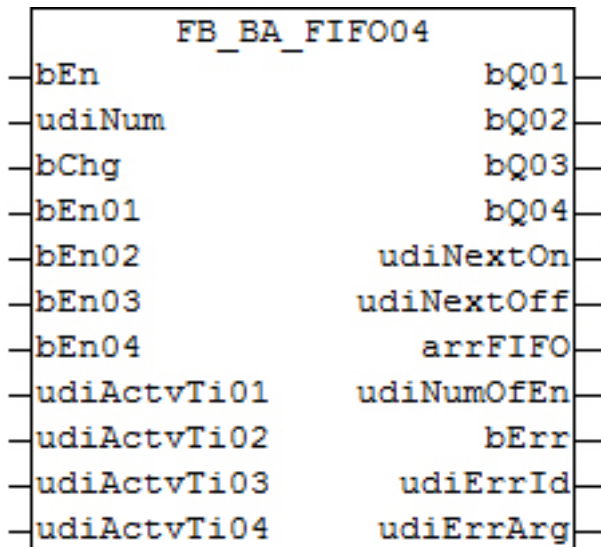 FB_BA_FIFO04
bEn bQ01
udiNum bQ02
bChg bQ03
bEn01 bQ04
bEn02 udiNextOn
bEn03 udiNextOff
bEn04 arrFIFO
udiActvTi01 udiNumOfEn
udiActvTi02 bErr
udiActvTi03 udiErrId
udiActvTi04 udiErrArg